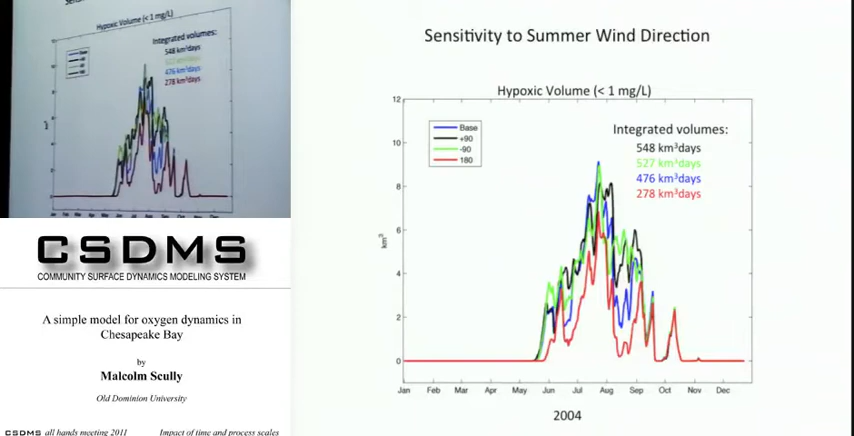 Hypoxic Volume (< 1 mg/L)
Integrated volumes:
548 km³days
527 km³days
476 km³days
278 km³days
CSDMS
COMMUNITY SURFACE DYNAMICS MODELING SYSTEM
A simple model for oxygen dynamics in
Chesapeake Bay
by
Malcolm Scully
Old Dominion University
CSDMS all hands meeting 2011 Impact of time and process scales
Sensitivity to Summer Wind Direction
Hypoxic Volume (< 1 mg/L)
Base
+90
-90
180
Integrated volumes:
548 km³days
527 km³days
476 km³days
278 km³days
12
10
8
6
4
2
0
km³
Jan Feb Mar Apr May Jun Jul Aug Sep Oct Nov Dec
2004